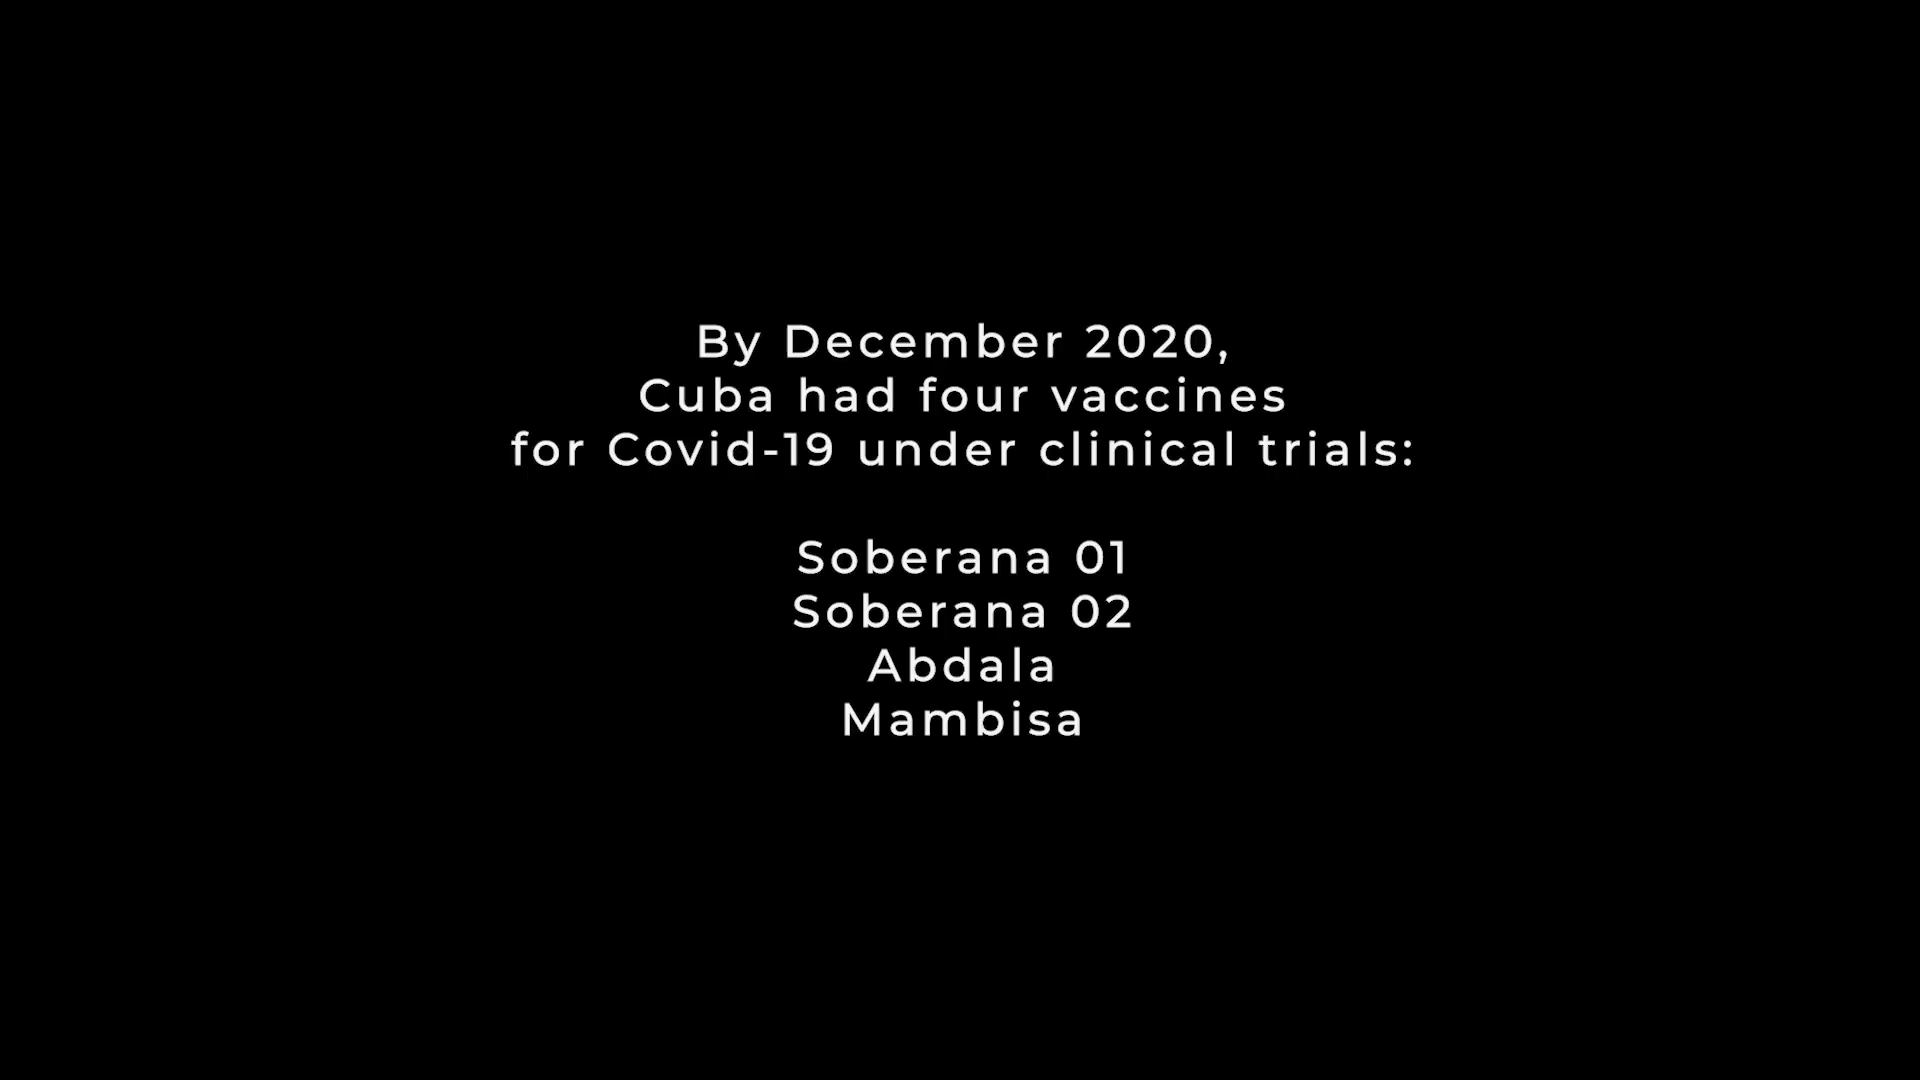 By December 2020,
Cuba had four vaccines
for Covid-19 under clinical trials:
Soberana 01
Soberana 02
Abdala
Mambisa